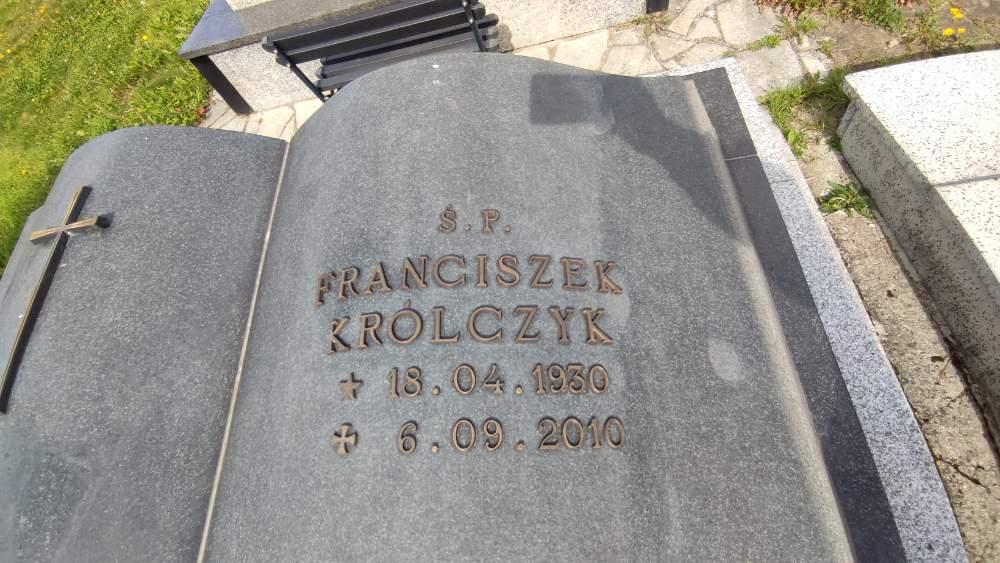 Ś.P.
FRANCISZEK
KRÓLCZYK
★ 18.04.1930
✠ 6.09.2010